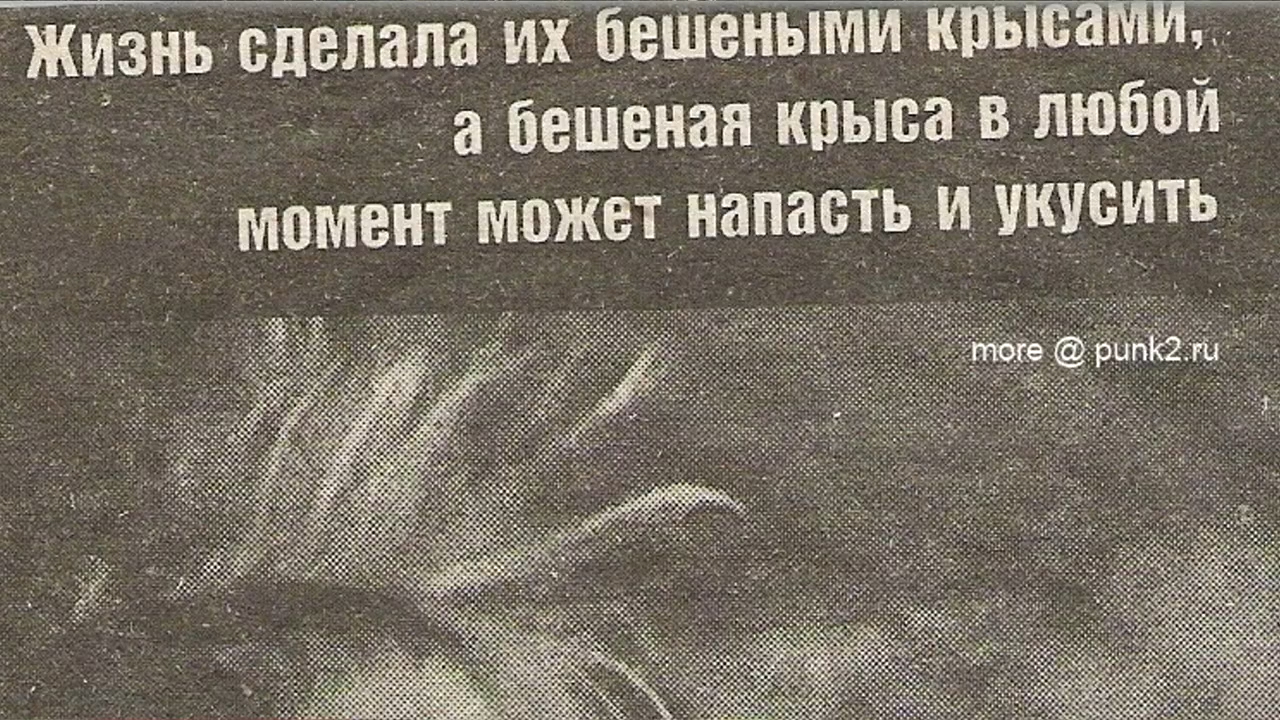 Жизнь сделала их бешеными крысами,
а бешеная крыса в любой
момент может напасть и укусить
more @ punk2.ru